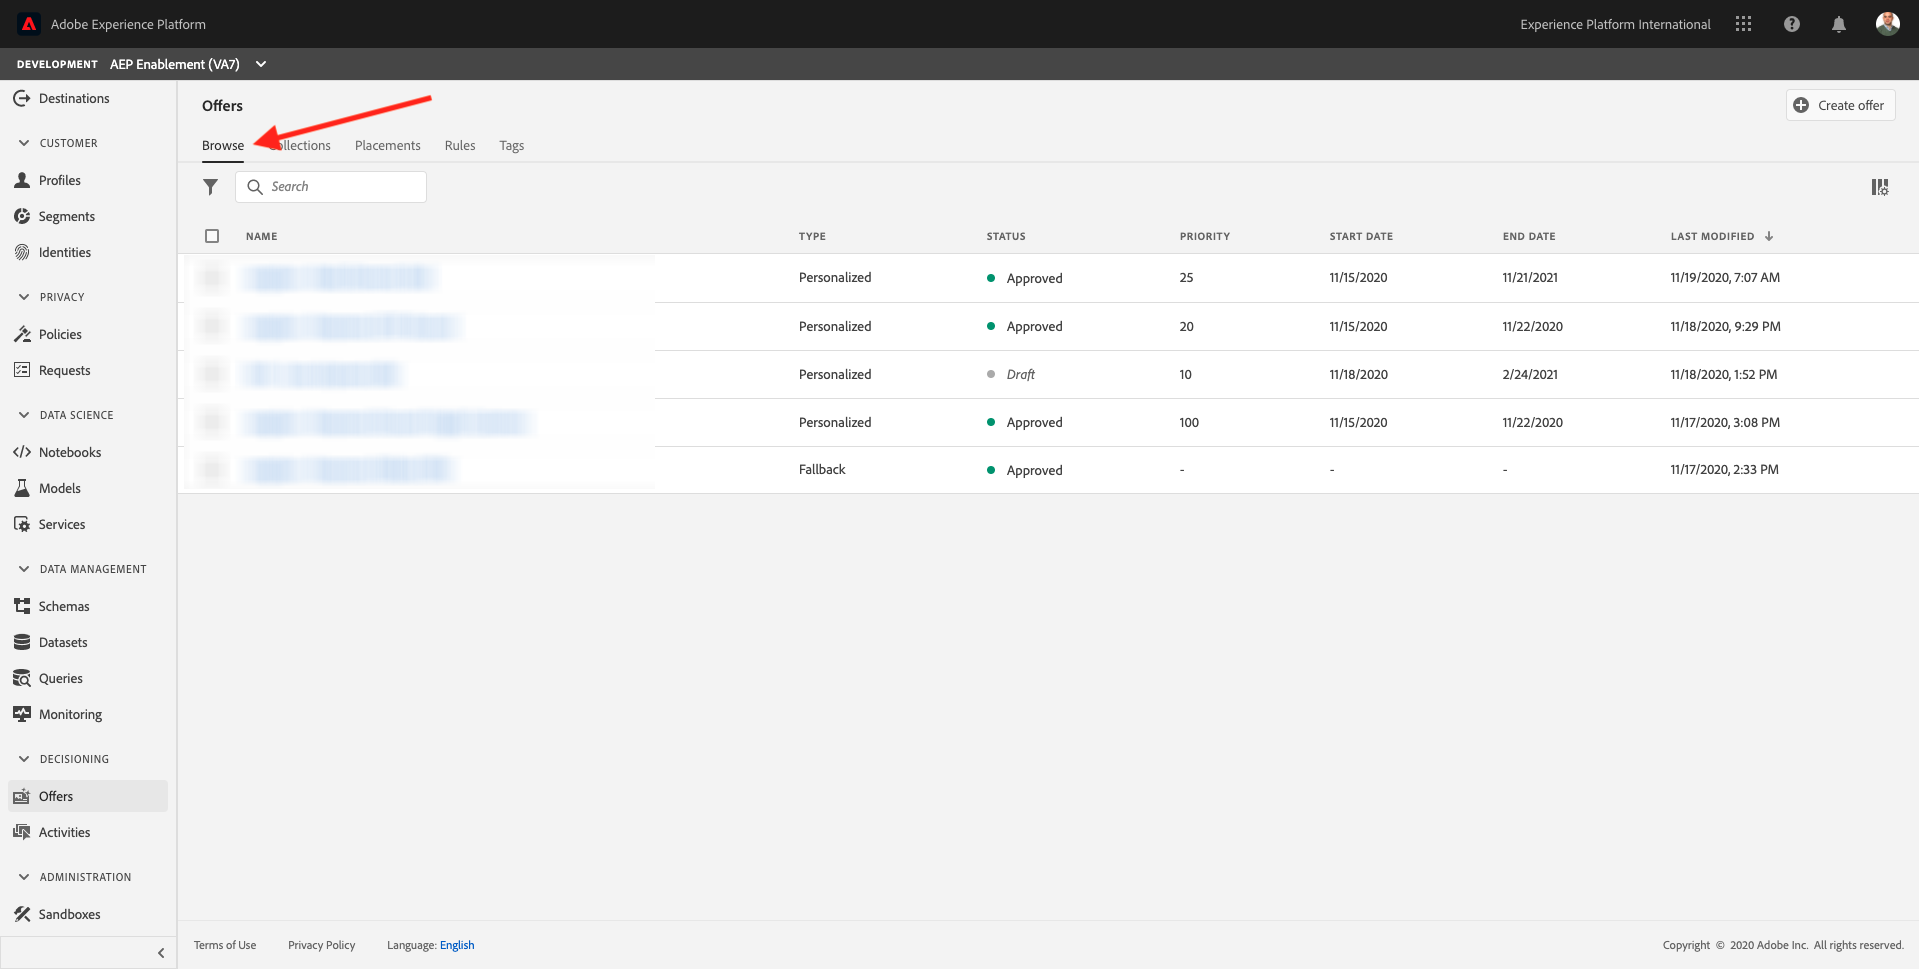 Adobe Experience Platform
Experience Platform International
DEVELOPMENT AEP Enablement (VA7)
Destinations
CUSTOMER
Profiles
Segments
Identities
PRIVACY
Policies
Requests
DATA SCIENCE
Notebooks
Models
Services
DATA MANAGEMENT
Schemas
Datasets
Queries
Monitoring
DECISIONING
Offers
Activities
ADMINISTRATION
Sandboxes
Offers
Create offer
Browse Collections Placements Rules Tags
Search
NAME TYPE STATUS PRIORITY START DATE END DATE LAST MODIFIED
Personalized Approved 25 11/15/2020 11/21/2021 11/19/2020, 7:07 AM
Personalized Approved 20 11/15/2020 11/22/2020 11/18/2020, 9:29 PM
Personalized Draft 10 11/18/2020 2/24/2021 11/18/2020, 1:52 PM
Personalized Approved 100 11/15/2020 11/22/2020 11/17/2020, 3:08 PM
Fallback Approved - - - 11/17/2020, 2:33 PM
Terms of Use Privacy Policy Language: English
Copyright © 2020 Adobe Inc. All rights reserved.